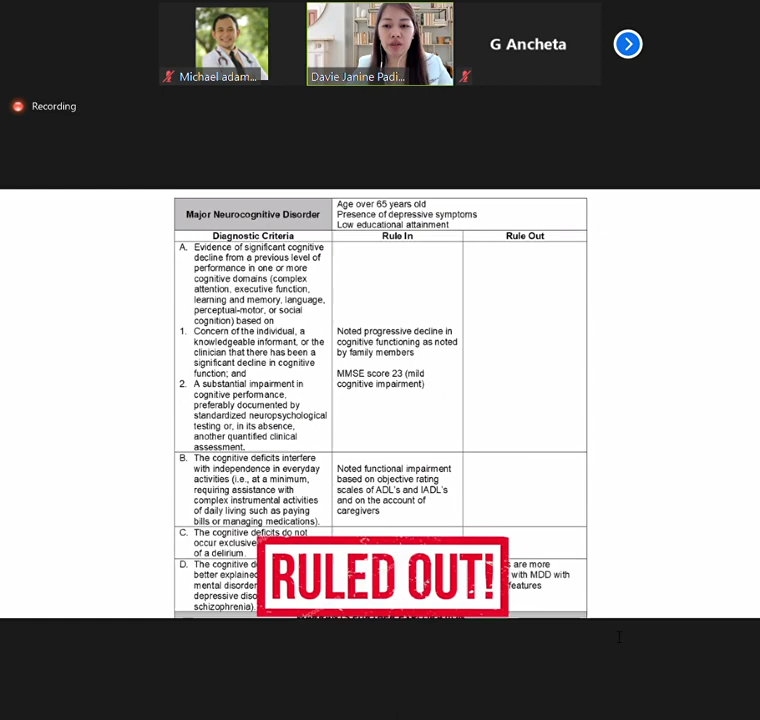 Michael adam...
Davie Janine Padi...
G Ancheta
Recording
Major Neurocognitive Disorder
Age over 65 years old
Presence of depressive symptoms
Low educational attainment
Diagnostic Criteria
Rule In
Rule Out
A. Evidence of significant cognitive
decline from a previous level of
performance in one or more
cognitive domains (complex
attention, executive function,
learning and memory, language,
perceptual-motor, or social
cognition) based on
1. Concern of the individual, a
knowledgeable informant, or the
clinician that there has been a
significant decline in cognitive
function; and
2. A substantial impairment in
cognitive performance,
preferably documented by
standardized neuropsychological
testing or, in its absence,
another quantified clinical
assessment.
Noted progressive decline in
cognitive functioning as noted
by family members
MMSE score 23 (mild
cognitive impairment)
B. The cognitive deficits interfere
with independence in everyday
activities (i.e., at a minimum,
requiring assistance with
complex instrumental activities
of daily living such as paying
bills or managing medications).
Noted functional impairment
based on objective rating
scales of ADL's and IADL's
and on the account of
caregivers
C. The cognitive deficits do not
occur exclusive
of a delirium.
D. The cognitive d
better explained
mental disorder
depressive diso
schizophrenia).
are more
with MDD with
features
RULED OUT!